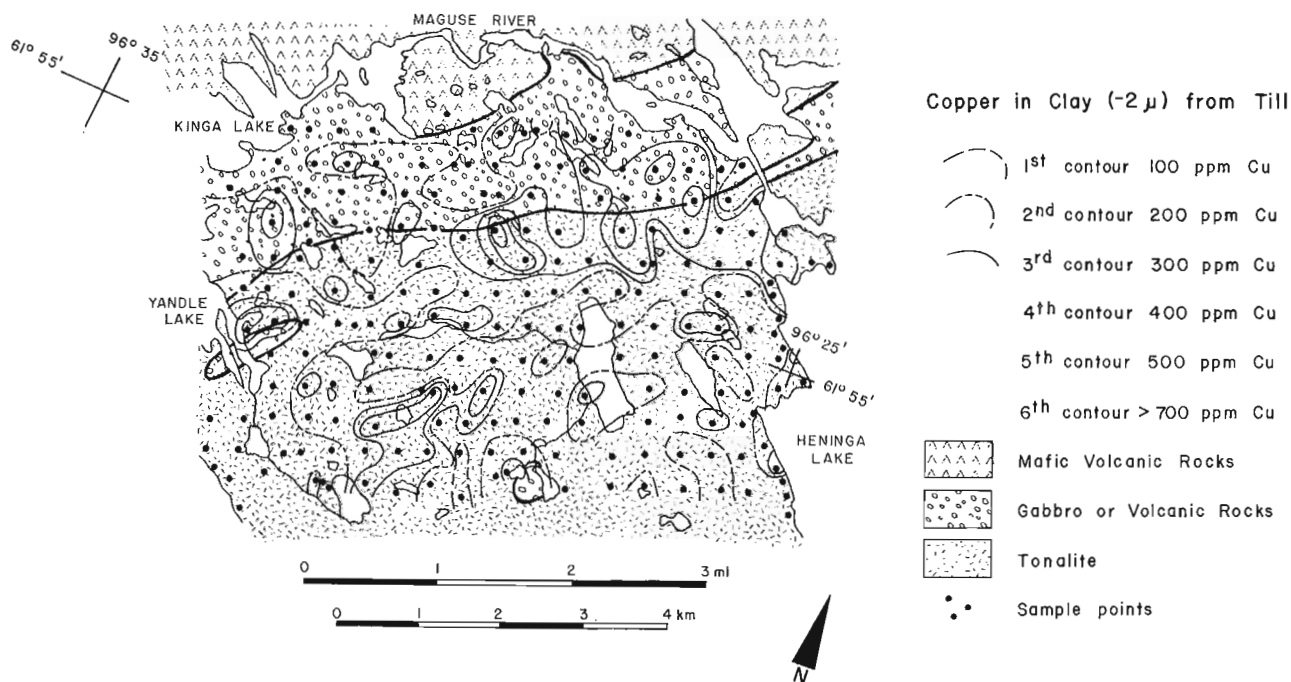 MAGUSE RIVER
61° 55'
96° 35'
KINGA LAKE
YANDLE
LAKE
96° 25'
61° 55'
HENINGA
LAKE
0 1 2 3 mi
0 1 2 3 4 km
N
Copper in Clay (-2 μ) from Till
1st contour 100 ppm Cu
2nd contour 200 ppm Cu
3rd contour 300 ppm Cu
4th contour 400 ppm Cu
5th contour 500 ppm Cu
6th contour > 700 ppm Cu
Mafic Volcanic Rocks
Gabbro or Volcanic Rocks
Tonalite
Sample points